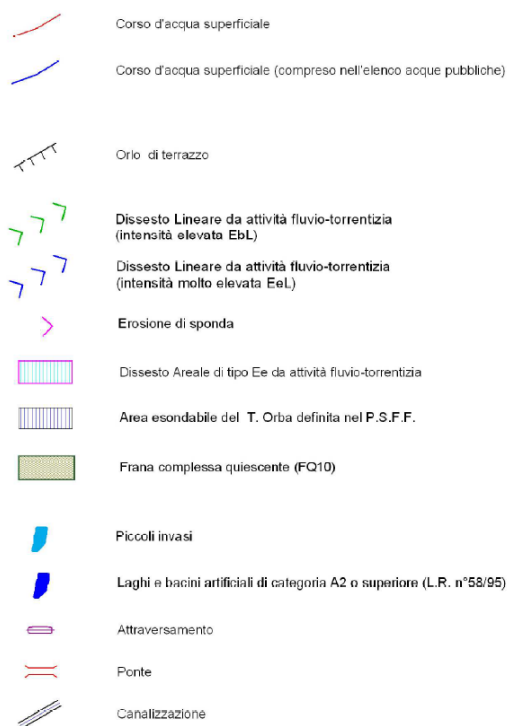 Corso d'acqua superficiale
Corso d'acqua superficiale (compreso nell'elenco acque pubbliche)
Orlo di terrazzo
Dissesto Lineare da attività fluvio-torrentizia
(intensità elevata EbL)
Dissesto Lineare da attività fluvio-torrentizia
(intensità molto elevata EeL)
Erosione di sponda
Dissesto Areale di tipo Ee da attività fluvio-torrentizia
Area esondabile del T. Orba definita nel P.S.F.F.
Frana complessa quiescente (FQ10)
Piccoli invasi
Laghi e bacini artificiali di categoria A2 o superiore (L.R. n°58/95)
Attraversamento
Ponte
Canalizzazione